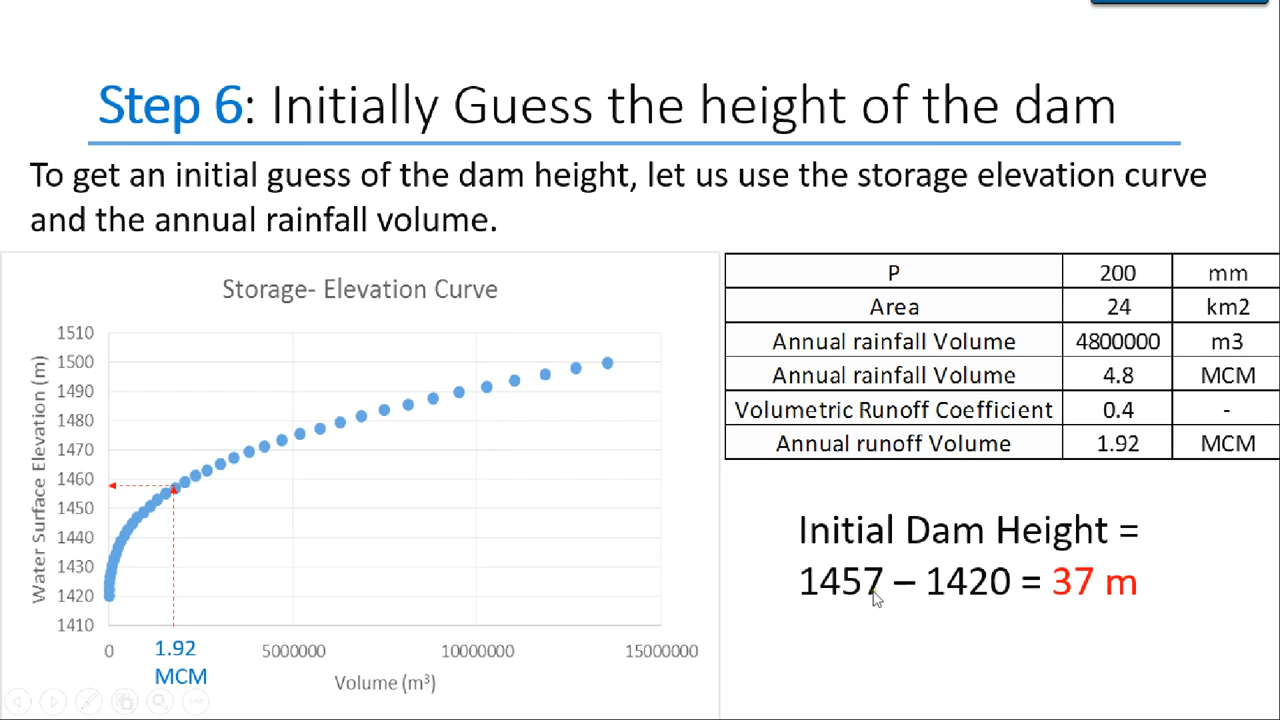 Step 6: Initially Guess the height of the dam
To get an initial guess of the dam height, let us use the storage elevation curve
and the annual rainfall volume.
Storage- Elevation Curve
Water Surface Elevation (m)
1510
1500
1490
1480
1470
1460
1450
1440
1430
1420
1410
0
5000000
10000000
15000000
1.92
MCM
Volume (m³)
P 200 mm
Area 24 km2
Annual rainfall Volume 4800000 m3
Annual rainfall Volume 4.8 MCM
Volumetric Runoff Coefficient 0.4 -
Annual runoff Volume 1.92 MCM
Initial Dam Height =
1457 – 1420 = 37 m